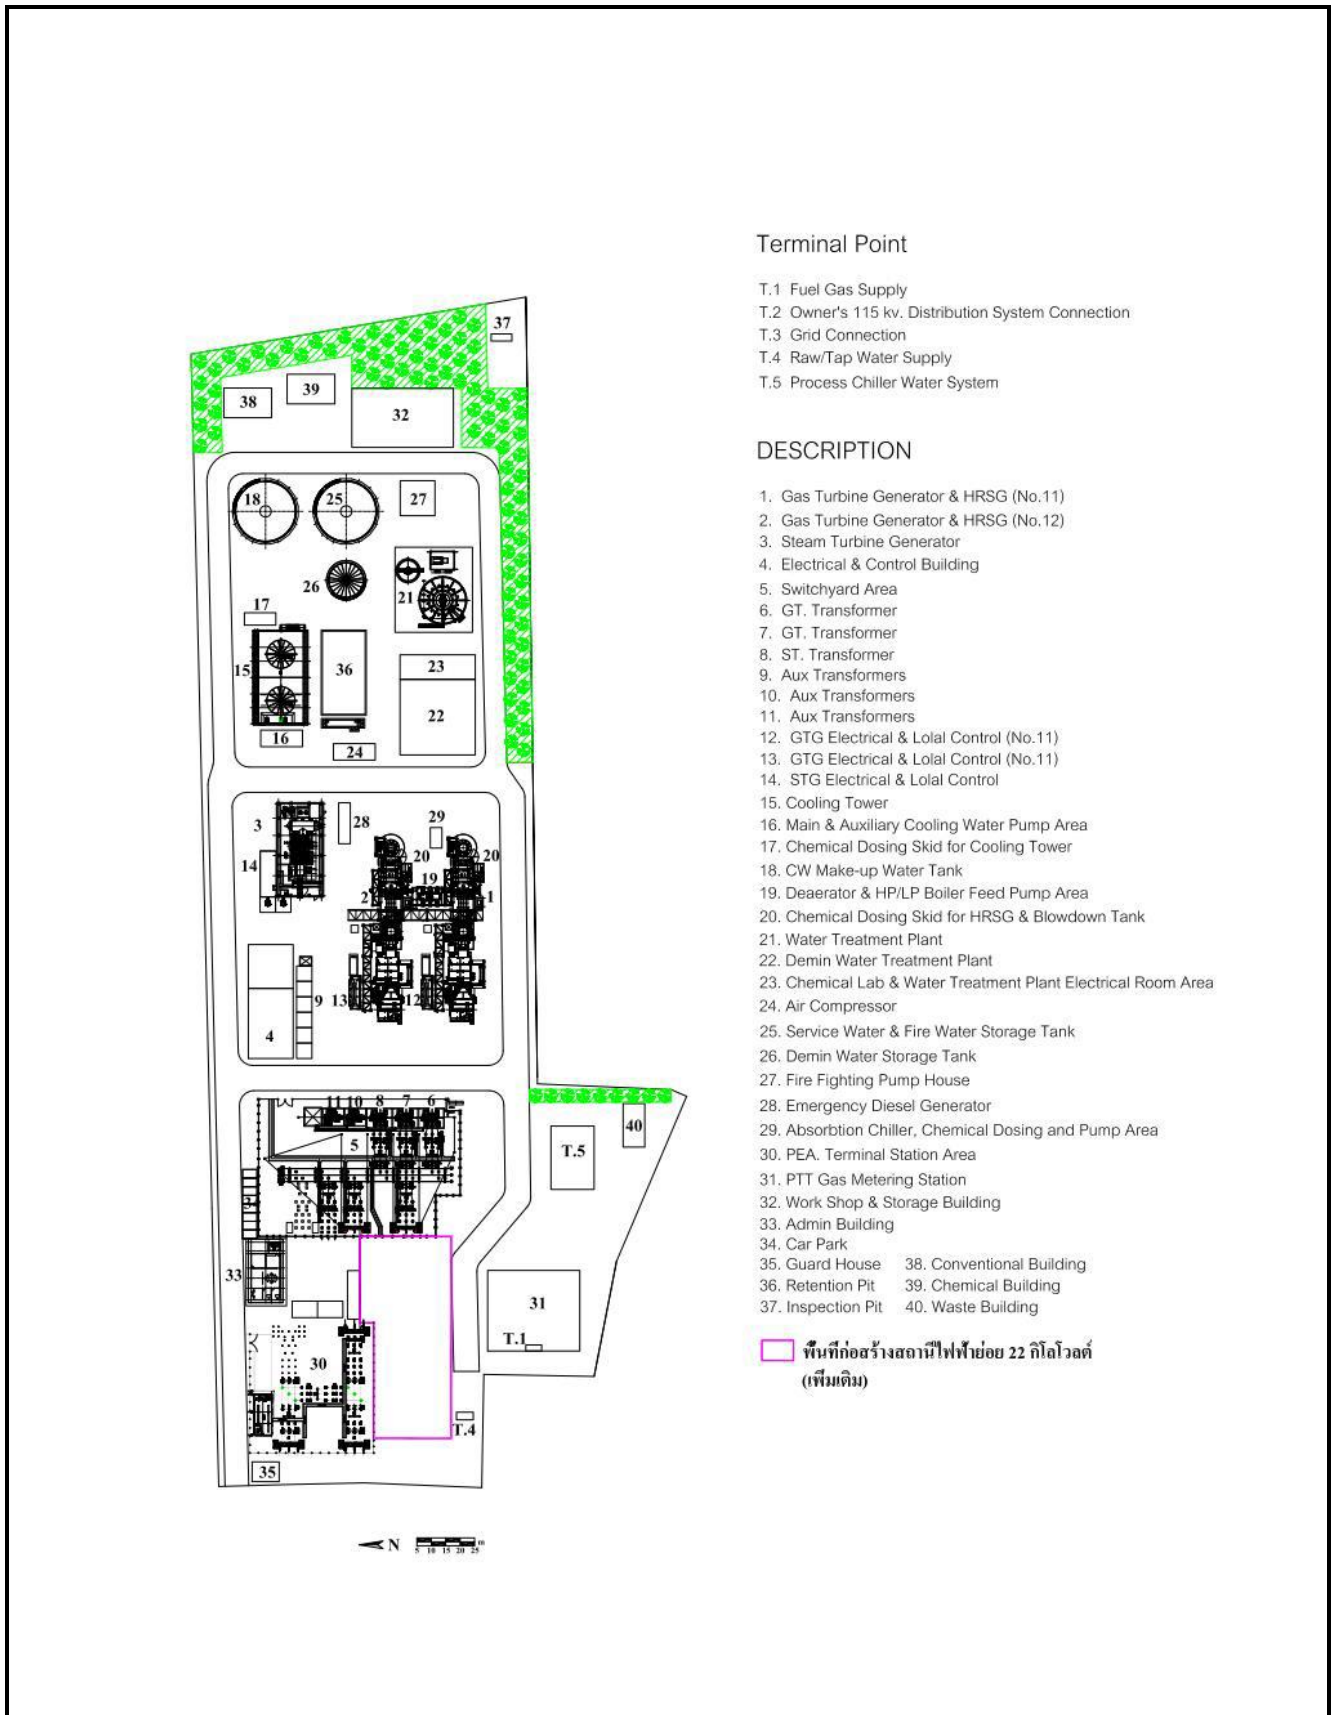 Terminal Point
T.1 Fuel Gas Supply
T.2 Owner's 115 kv. Distribution System Connection
T.3 Grid Connection
T.4 Raw/Tap Water Supply
T.5 Process Chiller Water System
DESCRIPTION
1. Gas Turbine Generator & HRSG (No.11)
2. Gas Turbine Generator & HRSG (No.12)
3. Steam Turbine Generator
4. Electrical & Control Building
5. Switchyard Area
6. GT. Transformer
7. GT. Transformer
8. ST. Transformer
9. Aux Transformers
10. Aux Transformers
11. Aux Transformers
12. GTG Electrical & Lolal Control (No.11)
13. GTG Electrical & Lolal Control (No.11)
14. STG Electrical & Lolal Control
15. Cooling Tower
16. Main & Auxiliary Cooling Water Pump Area
17. Chemical Dosing Skid for Cooling Tower
18. CW Make-up Water Tank
19. Deaerator & HP/LP Boiler Feed Pump Area
20. Chemical Dosing Skid for HRSG & Blowdown Tank
21. Water Treatment Plant
22. Demin Water Treatment Plant
23. Chemical Lab & Water Treatment Plant Electrical Room Area
24. Air Compressor
25. Service Water & Fire Water Storage Tank
26. Demin Water Storage Tank
27. Fire Fighting Pump House
28. Emergency Diesel Generator
29. Absorbtion Chiller, Chemical Dosing and Pump Area
30. PEA. Terminal Station Area
31. PTT Gas Metering Station
32. Work Shop & Storage Building
33. Admin Building
34. Car Park
35. Guard House 38. Conventional Building
36. Retention Pit 39. Chemical Building
37. Inspection Pit 40. Waste Building
พื้นที่ก่อสร้างสถานีไฟฟ้าย่อย 22 กิโลโวลต์
(เพิ่มเติม)
37
39
38
32
18 25 27
26
21
17
15 36 23
22
16
24
3 28 29
14 20 20
19
2 1
9 13 12
4
11 10 8 7 6
40
5 T.5
33
31
T.1
30
T.4
35
N
5 10 15 20 25 m